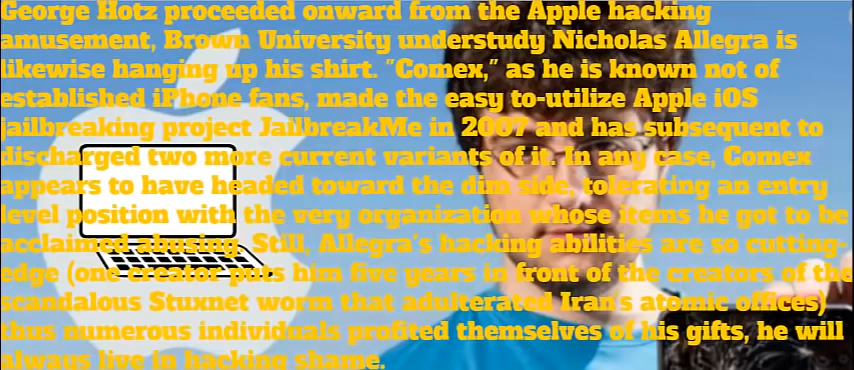 George Hotz proceeded onward from the Apple hacking
amusement, Brown University understudy Nicholas Allegra is
likewise hanging up his shirt. "Comex," as he is known not of
established iPhone fans, made the easy to-utilize Apple iOS
jailbreaking project JailbreakMe in 2007 and has subsequent to
discharged two more current variants of it. In any case, Comex
appears to have headed toward the dim side, tolerating an entry
level position with the very organization whose items he got to be
acclaimed abusing. Still, Allegra's hacking abilities are so cutting-
edge (one creator puts him five years in front of the creators of the
scandalous Stuxnet worm that adulterated Iran's atomic offices)
thus numerous individuals profited themselves of his gifts, he will
always live in hacking shame.